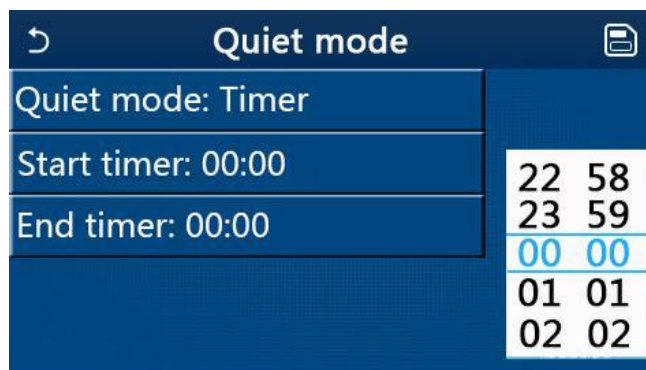 Quiet mode
Quiet mode: Timer
Start timer: 00:00
End timer: 00:00
22 58
23 59
00 00
01 01
02 02